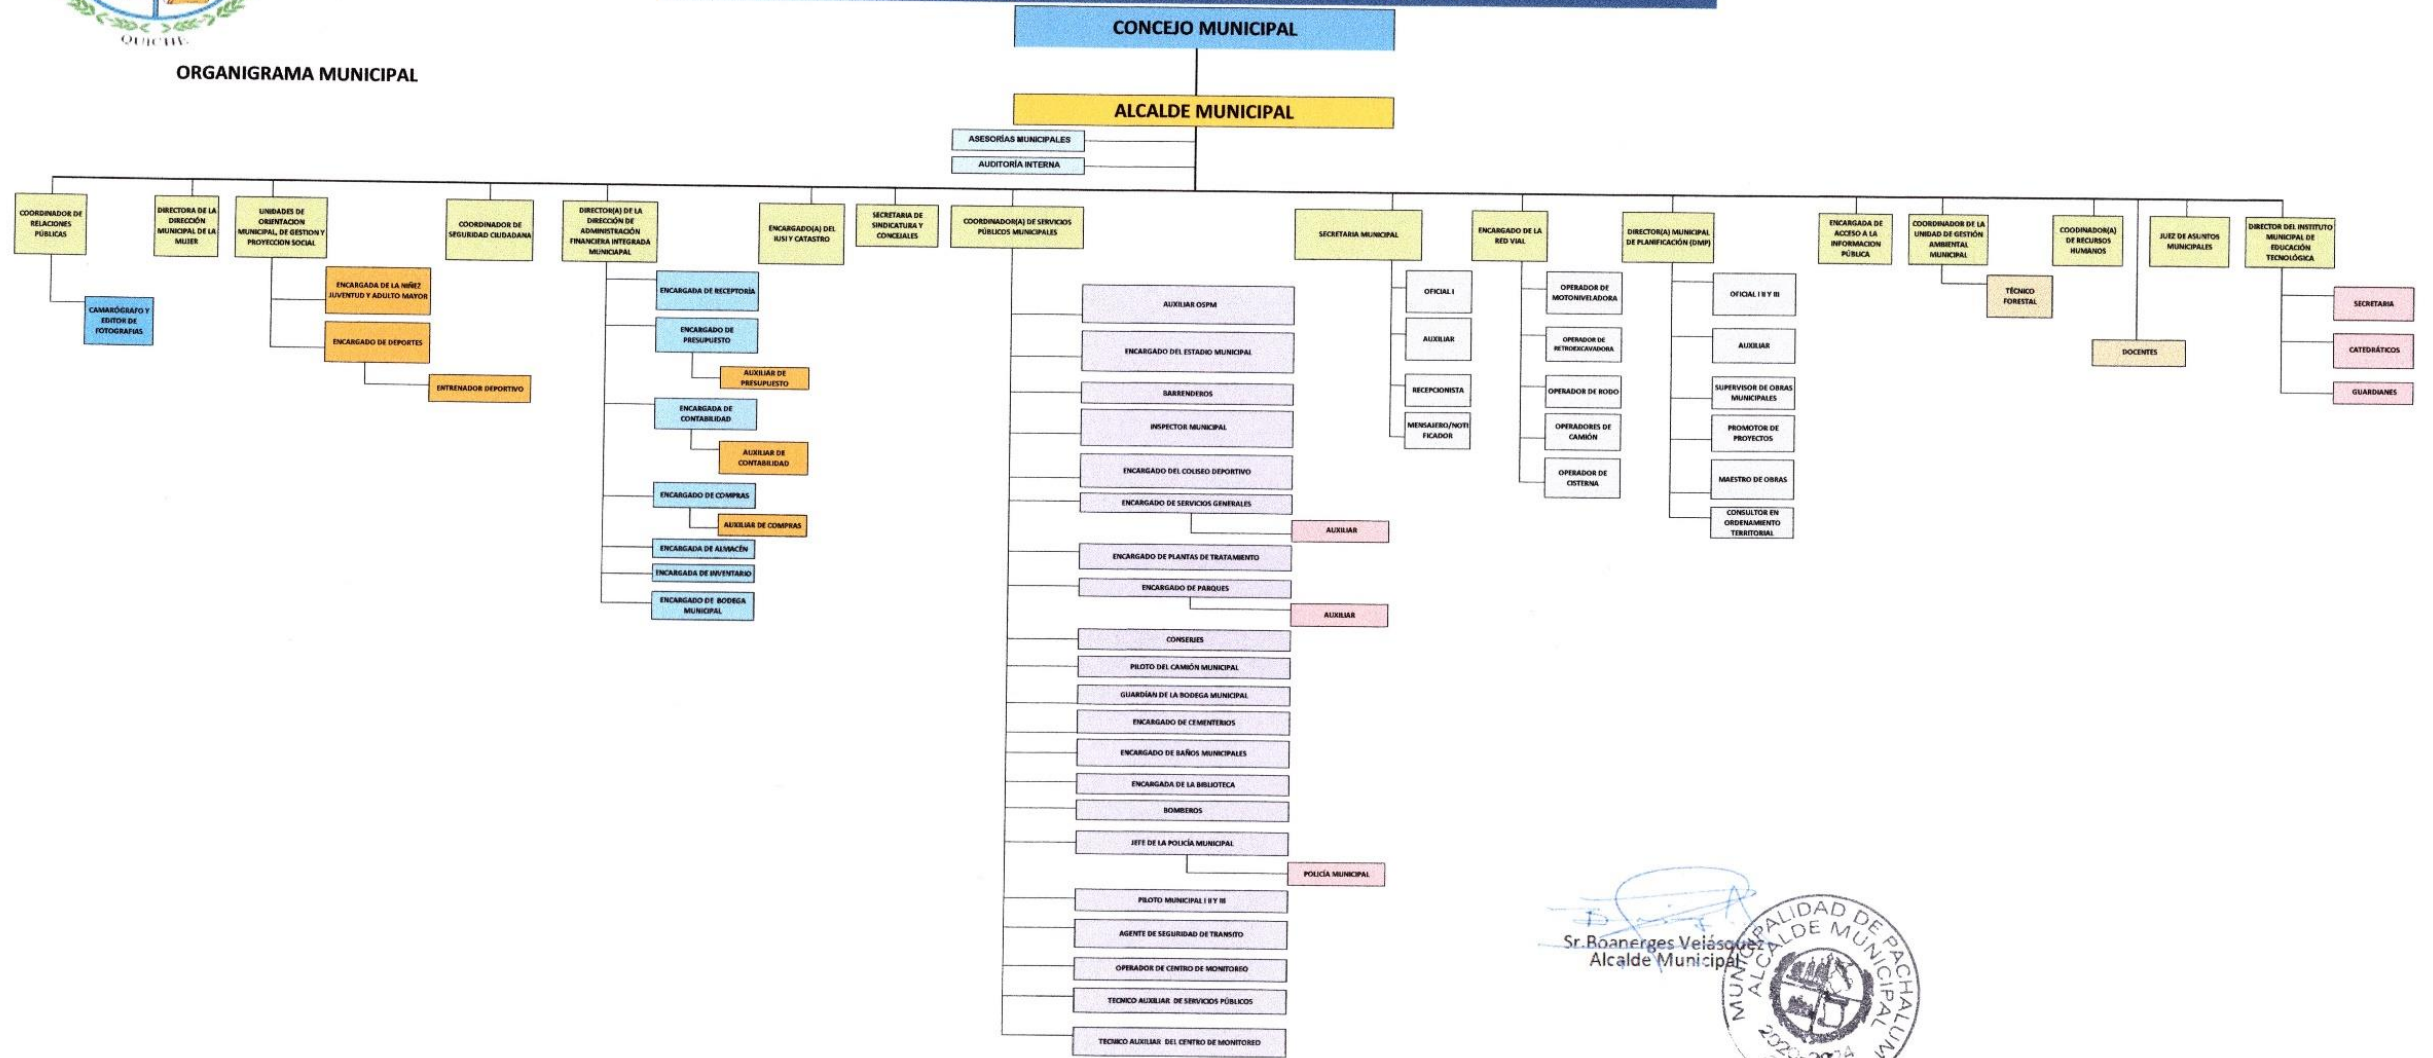 QUICHE
ORGANIGRAMA MUNICIPAL
CONCEJO MUNICIPAL
ALCALDE MUNICIPAL
ASESORÍAS MUNICIPALES
AUDITORÍA INTERNA
COORDINADOR DE
RELACIONES
PÚBLICAS
CAMARÓGRAFO Y
EDITOR DE
FOTOGRAFIAS
DIRECTORA DE LA
DIRECCIÓN
MUNICIPAL DE LA
MUJER
UNIDADES DE
ORIENTACION
MUNICIPAL, DE GESTION Y
PROYECCION SOCIAL
ENCARGADA DE LA NIÑEZ
JUVENTUD Y ADULTO MAYOR
ENCARGADO DE DEPORTES
ENTRENADOR DEPORTIVO
COORDINADOR DE
SEGURIDAD CIUDADANA
DIRECTOR(A) DE LA
DIRECCIÓN DE
ADMINISTRACIÓN
FINANCIERA INTEGRADA
MUNICIAPAL
ENCARGADA DE RECEPTORÍA
ENCARGADO DE
PRESUPUESTO
AUXILIAR DE
PRESUPUESTO
ENCARGADA DE
CONTABILIDAD
AUXILIAR DE
CONTABILIDAD
ENCARGADO DE COMPRAS
AUXILIAR DE COMPRAS
ENCARGADA DE ALMACÉN
ENCARGADA DE INVENTARIO
ENCARGADO DE BODEGA
MUNICIPAL
ENCARGADO(A) DEL
IUSI Y CATASTRO
SECRETARIA DE
SINDICATURA Y
CONCEJALES
COORDINADOR(A) DE SERVICIOS
PÚBLICOS MUNICIPALES
AUXILIAR OSPM
ENCARGADO DEL ESTADIO MUNICIPAL
BARRENDEROS
INSPECTOR MUNICIPAL
ENCARGADO DEL COLISEO DEPORTIVO
ENCARGADO DE SERVICIOS GENERALES
AUXILIAR
ENCARGADO DE PLANTAS DE TRATAMIENTO
ENCARGADO DE PARQUES
AUXILIAR
CONSERJES
PILOTO DEL CAMIÓN MUNICIPAL
GUARDÍAN DE LA BODEGA MUNICIPAL
ENCARGADO DE CEMENTERIOS
ENCARGADO DE BAÑOS MUNICIPALES
ENCARGADA DE LA BIBLIOTECA
BOMBEROS
JEFE DE LA POLICÍA MUNICIPAL
POLICÍA MUNICIPAL
PILOTO MUNICIPAL I II Y III
AGENTE DE SEGURIDAD DE TRANSITO
OPERADOR DE CENTRO DE MONITOREO
TECNICO AUXILIAR DE SERVICIOS PÚBLICOS
TECNICO AUXILIAR DEL CENTRO DE MONITOREO
SECRETARIA MUNICIPAL
OFICIAL I
AUXILIAR
RECEPCIONISTA
MENSAJERO/NOTI
FICADOR
ENCARGADO DE LA
RED VIAL
OPERADOR DE
MOTONIVELADORA
OPERADOR DE
RETROEXCAVADORA
OPERADOR DE RODO
OPERADORES DE
CAMIÓN
OPERADOR DE
CISTERNA
DIRECTOR(A) MUNICIPAL
DE PLANIFICACIÓN (DMP)
OFICIAL I II Y III
AUXILIAR
SUPERVISOR DE OBRAS
MUNICIPALES
PROMOTOR DE
PROYECTOS
MAESTRO DE OBRAS
CONSULTOR EN
ORDENAMIENTO
TERRITORIAL
ENCARGADA DE
ACCESO A LA
INFORMACION
PÚBLICA
COORDINADOR DE LA
UNIDAD DE GESTIÓN
AMBIENTAL
MUNICIPAL
TÉCNICO
FORESTAL
COODINADOR(A)
DE RECURSOS
HUMANOS
DOCENTES
JUEZ DE ASUNTOS
MUNICIPALES
DIRECTOR DEL INSTITUTO
MUNICIPAL DE
EDUCACIÓN
TECNOLÓGICA
SECRETARIA
CATEDRÁTICOS
GUARDIANES
Sr. Boanerges Velásquez
Alcalde Municipal
MUNICIPALIDAD DE PACHALUM
ALCALDE MUNICIPAL
2020-2024